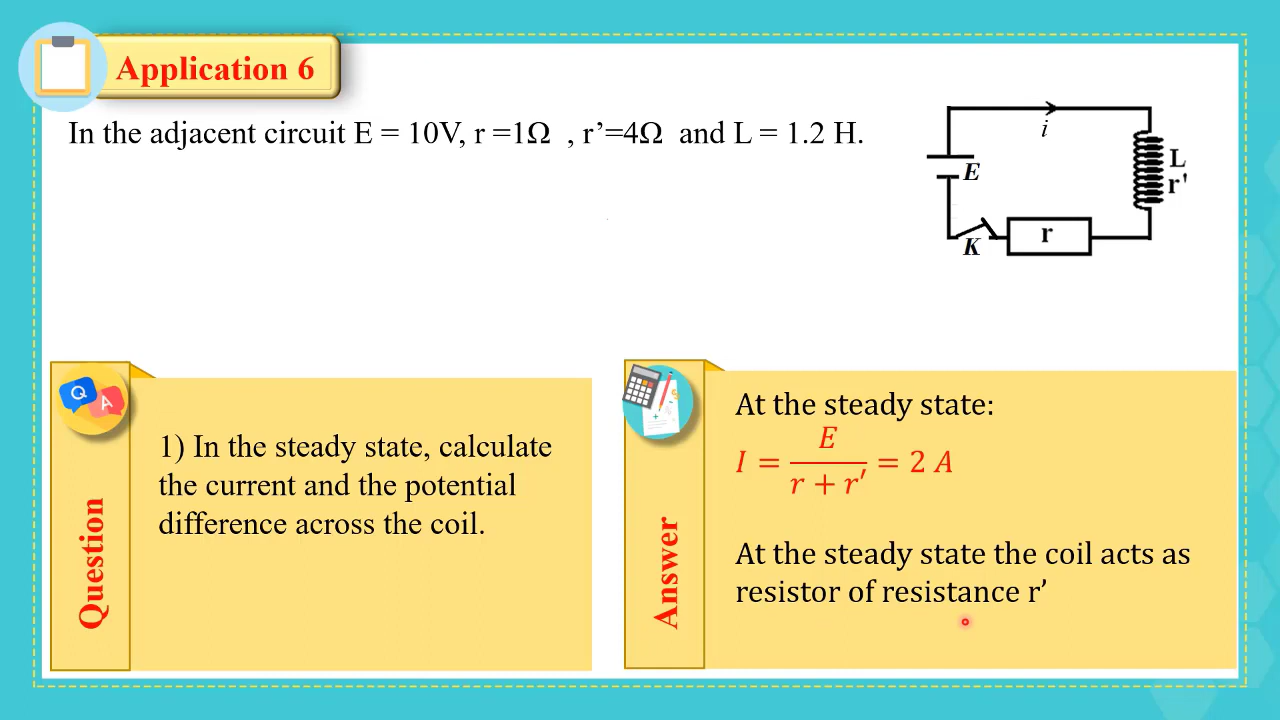 Application 6
In the adjacent circuit E = 10V, r =1Ω , r’=4Ω and L = 1.2 H.
i
E
L
r'
K
r
Q
A
Question
1) In the steady state, calculate
the current and the potential
difference across the coil.
Answer
At the steady state:
I = E / (r + r′) = 2 A
At the steady state the coil acts as
resistor of resistance r’